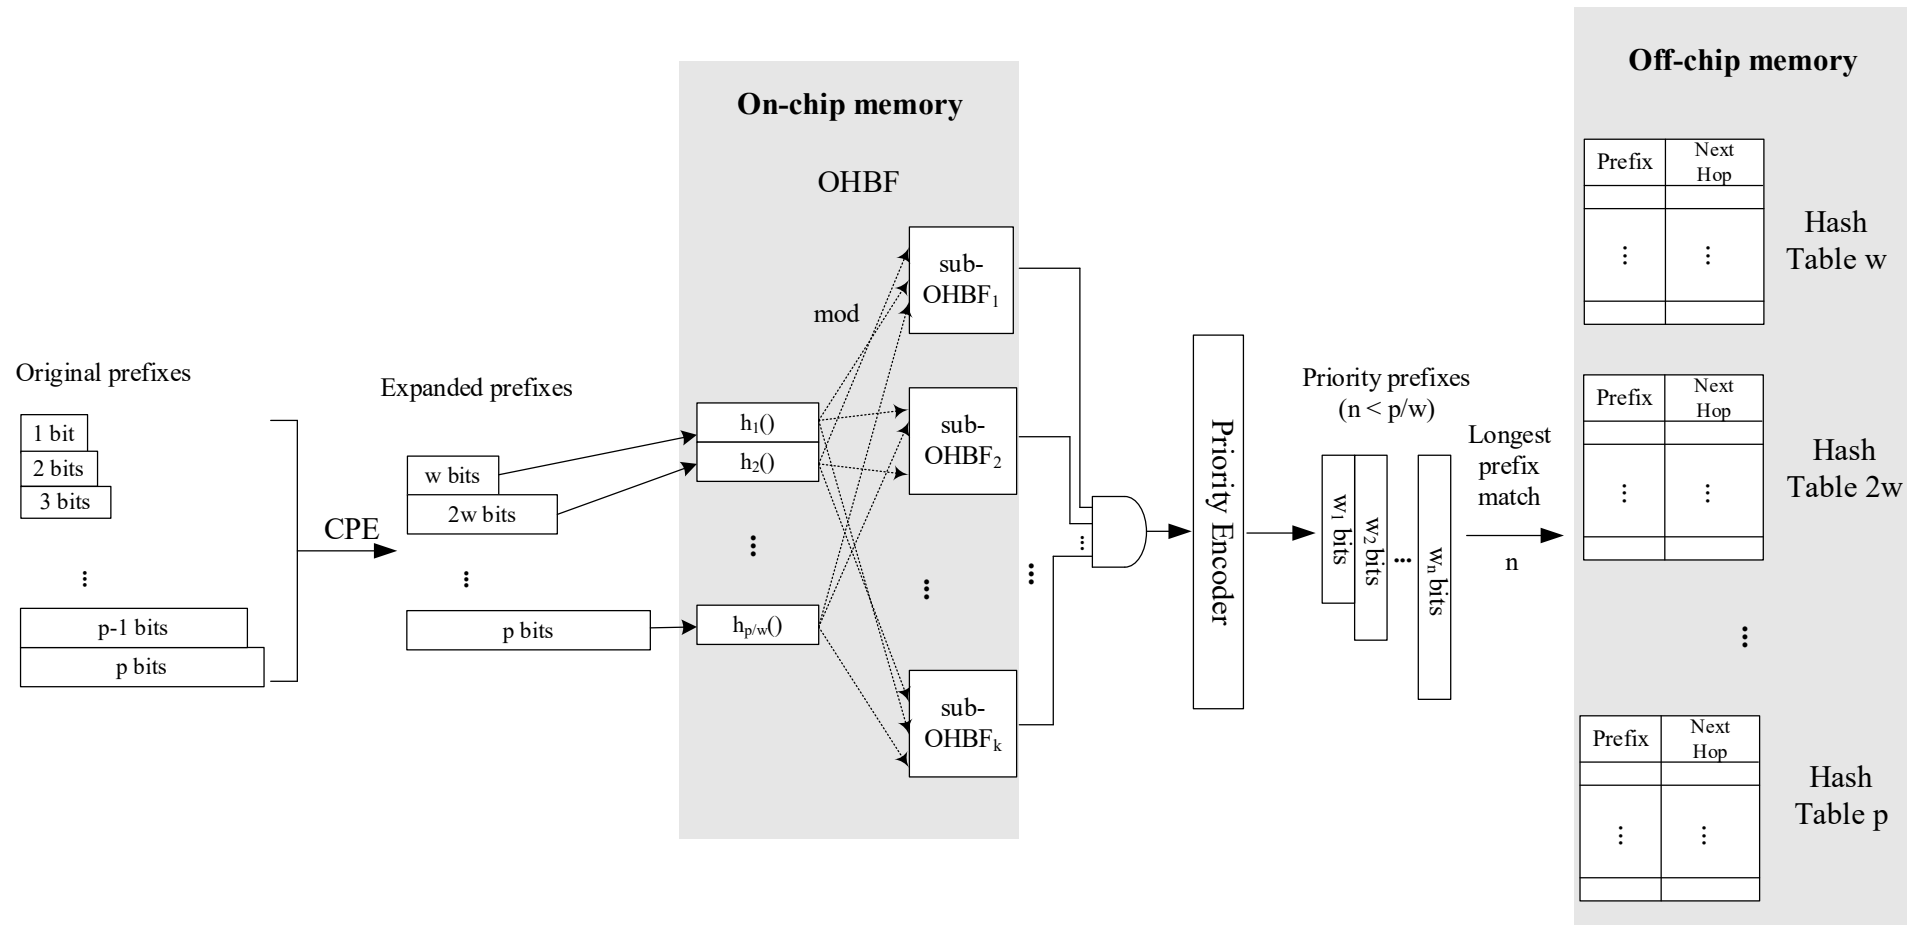 Original prefixes
1 bit
2 bits
3 bits
⋮
p-1 bits
p bits
CPE
Expanded prefixes
w bits
2w bits
⋮
p bits
On-chip memory
OHBF
mod
h₁()
h₂()
⋮
hp/w()
sub-
OHBF₁
sub-
OHBF₂
⋮
sub-
OHBFₖ
⋮
⋮
Priority Encoder
Priority prefixes
(n < p/w)
w₁ bits
w₂ bits
...
wₙ bits
Longest
prefix
match
n
Off-chip memory
Prefix
Next
Hop
⋮
⋮
Hash
Table w
Prefix
Next
Hop
⋮
⋮
Hash
Table 2w
⋮
Prefix
Next
Hop
⋮
⋮
Hash
Table p